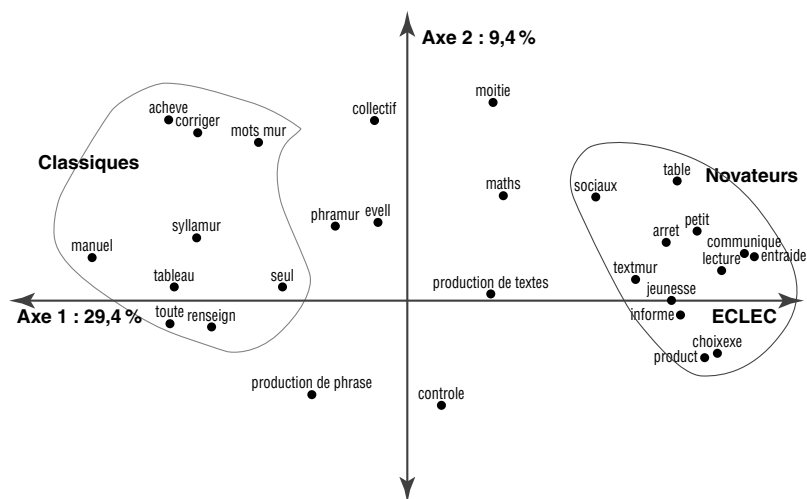 Axe 2 : 9,4 %
moitie
acheve
collectif
corriger
mots mur
Classiques
table
Novateurs
maths
sociaux
phramur
evell
petit
syllamur
arret
communique
manuel
lecture
entraide
textmur
tableau
seul
production de textes
jeunesse
Axe 1 : 29,4 %
toute
renseign
informe
ECLEC
choixexe
product
production de phrase
controle